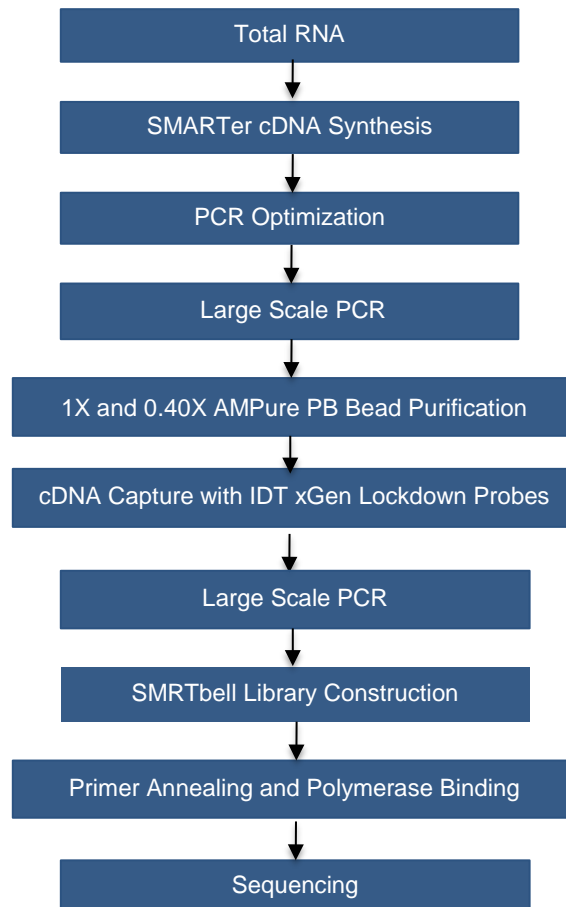 Total RNA
SMARTer cDNA Synthesis
PCR Optimization
Large Scale PCR
1X and 0.40X AMPure PB Bead Purification
cDNA Capture with IDT xGen Lockdown Probes
Large Scale PCR
SMRTbell Library Construction
Primer Annealing and Polymerase Binding
Sequencing